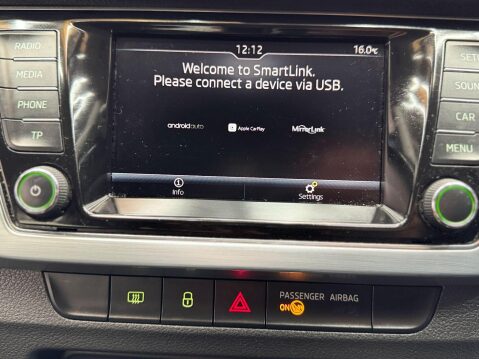 RADIO
MEDIA
PHONE
TP
12:12
16.0°C
Welcome to SmartLink.
Please connect a device via USB.
androidauto
Apple CarPlay
MirrorLink
Info
Settings
SOUN
CAR
MENU
PASSENGER AIRBAG
ON